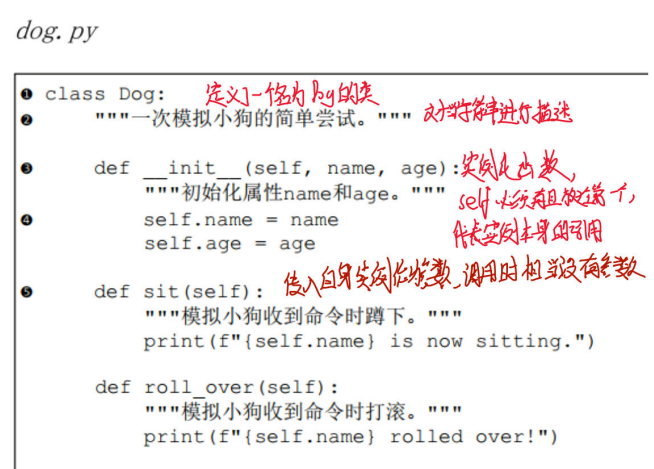 dog.py
❶ class Dog: 定义一个名为Dog的类
❷ """一次模拟小狗的简单尝试。""" 文档字符串进行描述
❸ def __init__(self, name, age): 实例化函数,
"""初始化属性name和age。""" self必须有且放在第一个,
❹ self.name = name 代表实例本身的引用
self.age = age
传入自身实例作参数,调用时相当没有参数
❺ def sit(self):
"""模拟小狗收到命令时蹲下。"""
print(f"{self.name} is now sitting.")
def roll_over(self):
"""模拟小狗收到命令时打滚。"""
print(f"{self.name} rolled over!")